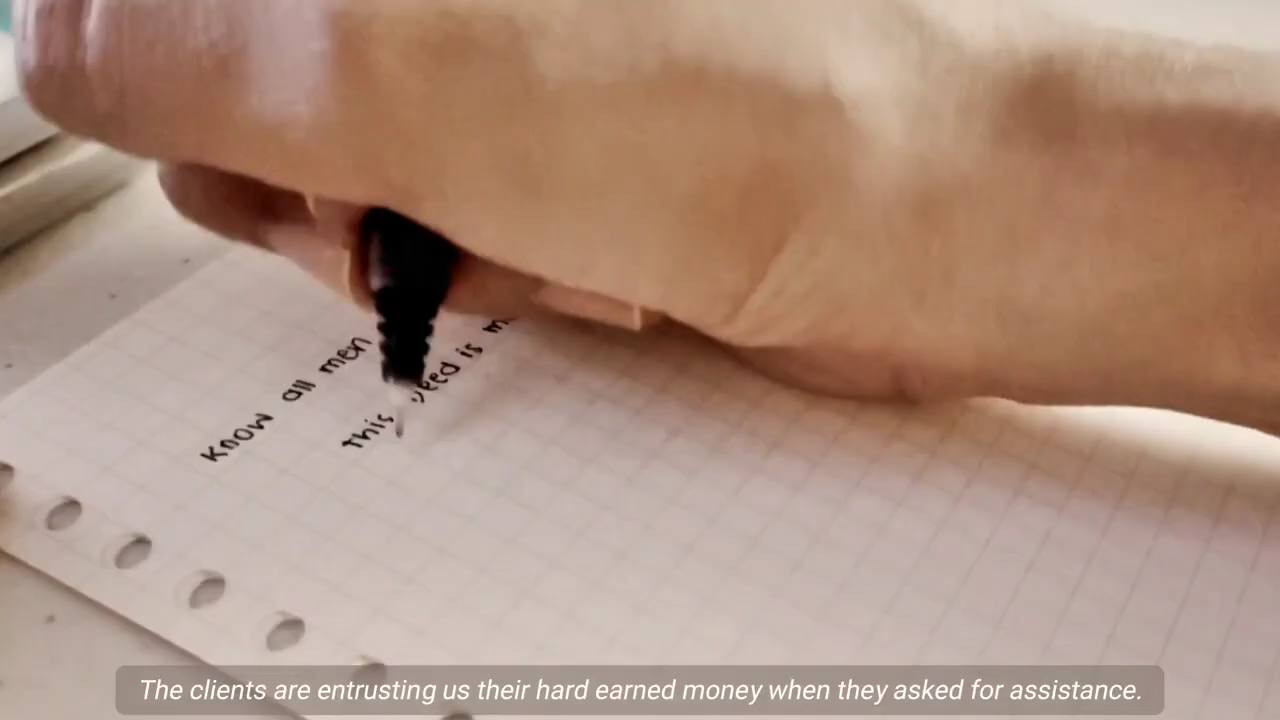 Know all men
This Deed is m
The clients are entrusting us their hard earned money when they asked for assistance.